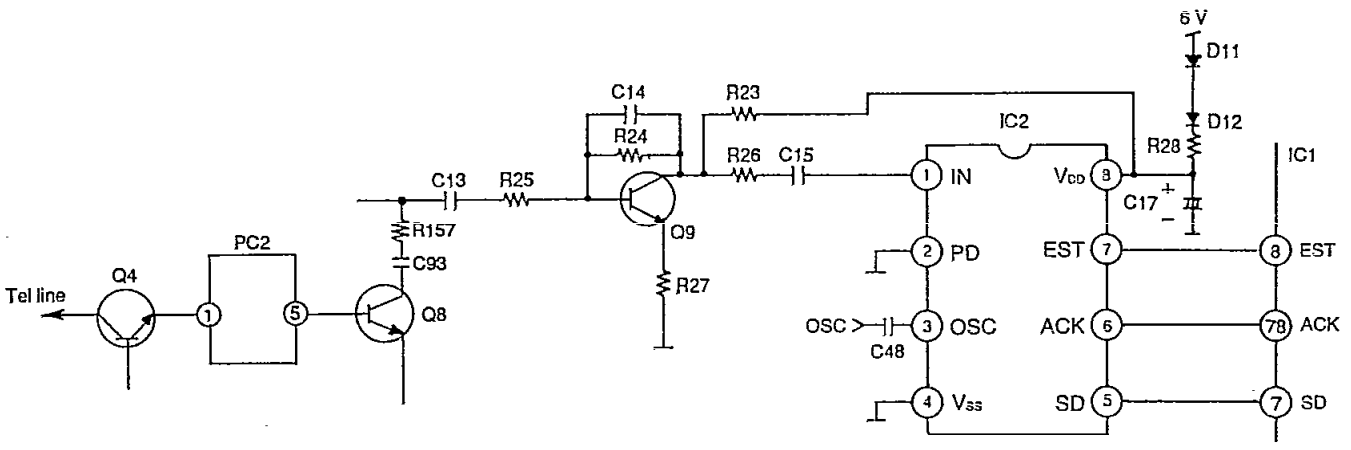 6 V
D11
C14
R23
D12
IC2
R24
R28
IC1
R26
C15
C13
R25
1
IN
VDD
8
C17
+
−
R157
Q9
PC2
C93
2
PD
EST
7
8
EST
Q4
R27
Tel line
1
5
Q8
OSC
3
OSC
ACK
6
78
ACK
C48
4
VSS
SD
5
7
SD